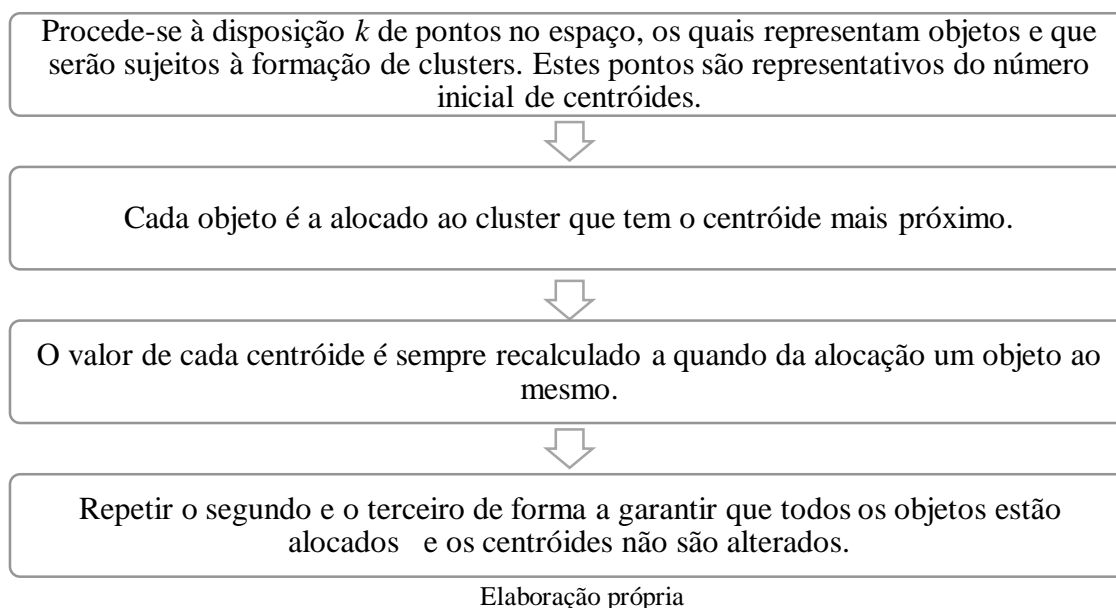 Procede-se à disposição k de pontos no espaço, os quais representam objetos e que
serão sujeitos à formação de clusters. Estes pontos são representativos do número
inicial de centróides.
Cada objeto é a alocado ao cluster que tem o centróide mais próximo.
O valor de cada centróide é sempre recalculado a quando da alocação um objeto ao
mesmo.
Repetir o segundo e o terceiro de forma a garantir que todos os objetos estão
alocados e os centróides não são alterados.
Elaboração própria